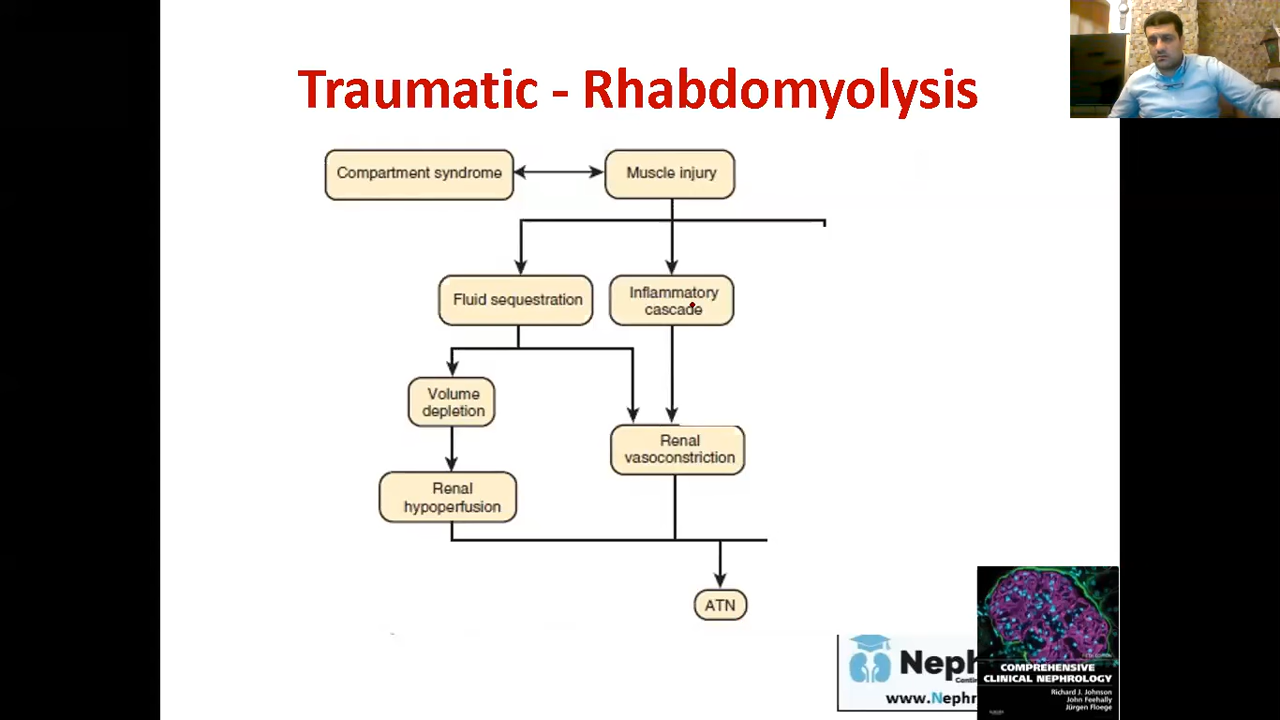 Traumatic - Rhabdomyolysis
Compartment syndrome
Muscle injury
Fluid sequestration
Inflammatory
cascade
Volume
depletion
Renal
vasoconstriction
Renal
hypoperfusion
ATN
Neph
www.Nephr
COMPREHENSIVE
CLINICAL NEPHROLOGY
Richard J. Johnson
John Feehally
Jürgen Floege